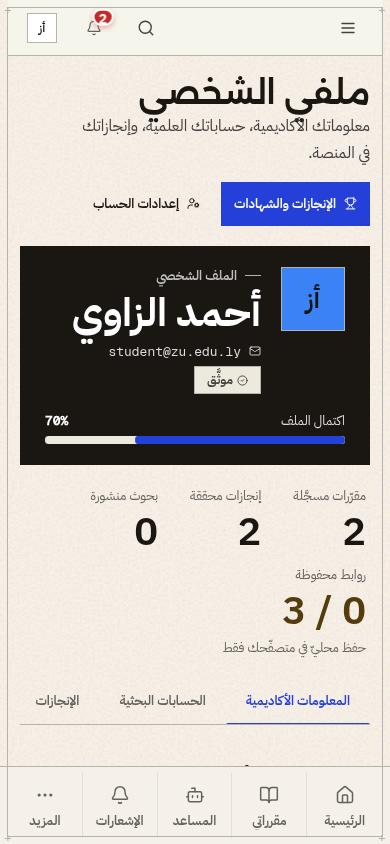 2
أز
ملفي الشخصي
معلوماتك الأكاديمية، حساباتك العلمية، وإنجازاتك
في المنصة.
الإنجازات والشهادات
إعدادات الحساب
أز
الملف الشخصي
أحمد الزاوي
student@zu.edu.ly
موثَّق
اكتمال الملف
70%
مقرّرات مسجّلة
2
إنجازات محققة
2
بحوث منشورة
0
روابط محفوظة
0 / 3
حفظ محليّ في متصفّحك فقط
المعلومات الأكاديمية
الحسابات البحثية
الإنجازات
الرئيسية
مقرراتي
المساعد
الإشعارات
المزيد